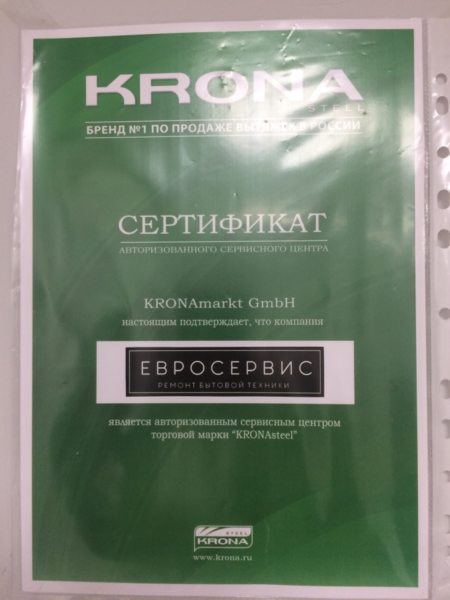 KRONA
STEEL
БРЕНД №1 ПО ПРОДАЖЕ ВЫТЯЖЕК В РОССИИ
СЕРТИФИКАТ
АВТОРИЗОВАННОГО СЕРВИСНОГО ЦЕНТРА
KRONAmarkt GmbH
настоящим подтверждает, что компания
ЕВРОСЕРВИС
РЕМОНТ БЫТОВОЙ ТЕХНИКИ
является авторизованным сервисным центром
торговой марки "KRONAsteel"
STEEL
KRONA
www.krona.ru